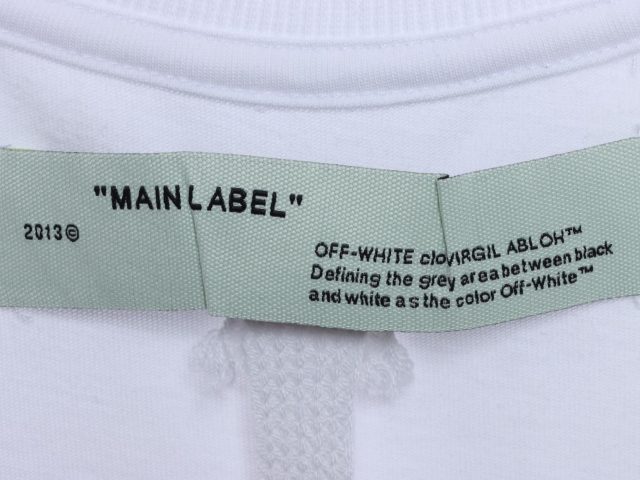 "MAIN LABEL"
2013©
OFF-WHITE c/o VIRGIL ABLOH™
Defining the grey area between black
and white as the color Off-White™